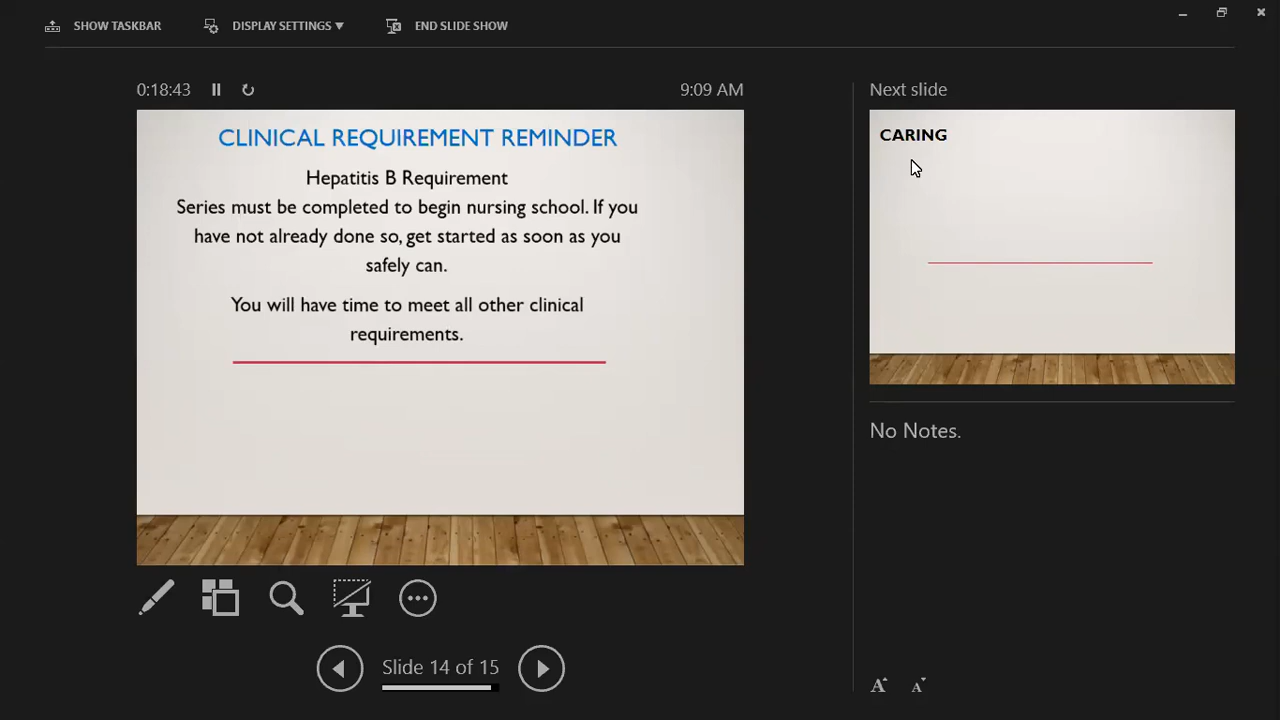 SHOW TASKBAR
DISPLAY SETTINGS
END SLIDE SHOW
0:18:43
9:09 AM
CLINICAL REQUIREMENT REMINDER
Hepatitis B Requirement
Series must be completed to begin nursing school. If you
have not already done so, get started as soon as you
safely can.
You will have time to meet all other clinical
requirements.
Slide 14 of 15
Next slide
CARING
No Notes.
A A